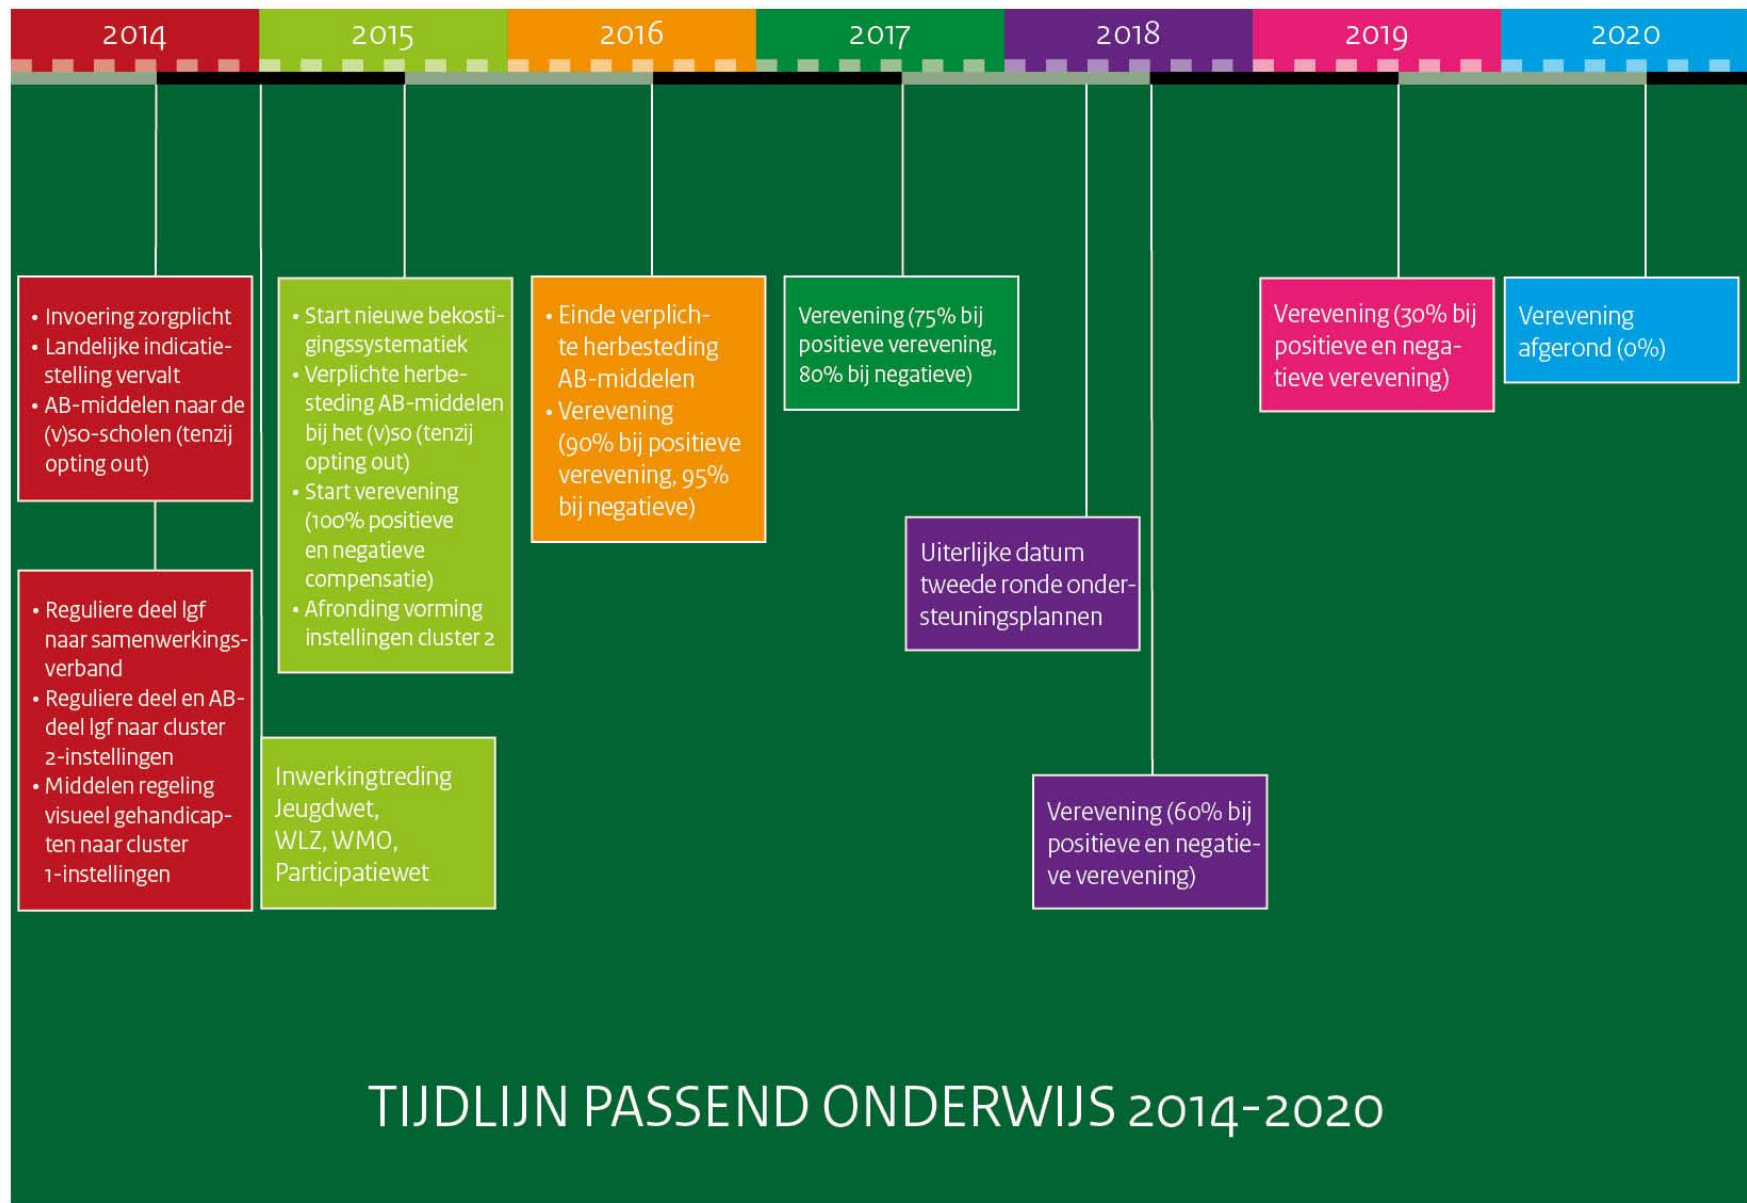 2014
2015
2016
2017
2018
2019
2020
• Invoering zorgplicht
• Landelijke indicatie-
stelling vervalt
• AB-middelen naar de
(v)so-scholen (tenzij
opting out)
• Reguliere deel lgf
naar samenwerkings-
verband
• Reguliere deel en AB-
deel lgf naar cluster
2-instellingen
• Middelen regeling
visueel gehandicap-
ten naar cluster
1-instellingen
• Start nieuwe bekosti-
gingssystematiek
• Verplichte herbe-
steding AB-middelen
bij het (v)so (tenzij
opting out)
• Start verevening
(100% positieve
en negatieve
compensatie)
• Afronding vorming
instellingen cluster 2
Inwerkingtreding
Jeugdwet,
WLZ, WMO,
Participatiewet
• Einde verplich-
te herbesteding
AB-middelen
• Verevening
(90% bij positieve
verevening, 95%
bij negatieve)
Verevening (75% bij
positieve verevening,
80% bij negatieve)
Uiterlijke datum
tweede ronde onder-
steuningsplannen
Verevening (60% bij
positieve en negatie-
ve verevening)
Verevening (30% bij
positieve en nega-
tieve verevening)
Verevening
afgerond (0%)
TIJDLIJN PASSEND ONDERWIJS 2014-2020